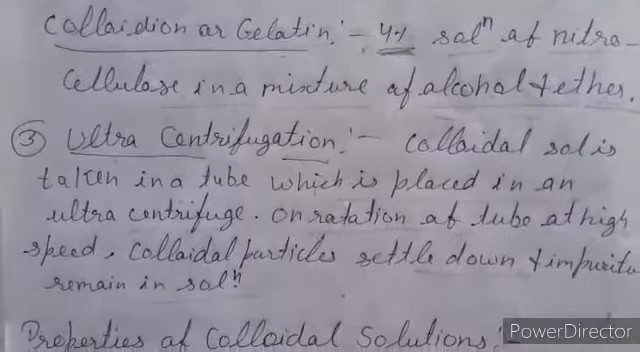 Collaidion or Gelatin :- 4% solⁿ of nitro-
cellulose in a mixture of alcohol & ether.
③ Ultra Centrifugation :- Colloidal sol is
taken in a tube which is placed in an
ultra centrifuge. On rotation of tube at high
speed, colloidal particles settle down & impurity
remain in solⁿ.
Properties of Colloidal Solutions :-
PowerDirector